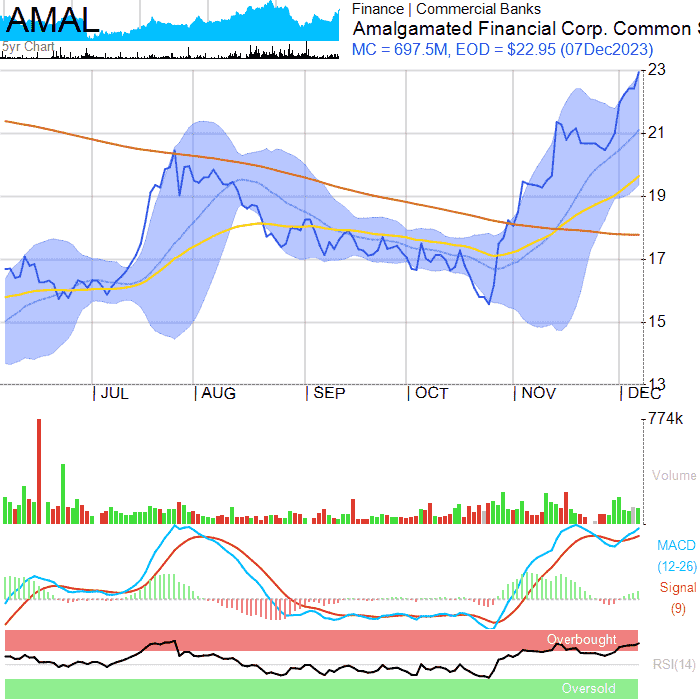 AMAL
5yr Chart
Finance | Commercial Banks
Amalgamated Financial Corp. Common S
MC = 697.5M, EOD = $22.95 (07Dec2023)
23
21
19
17
15
13
JUL AUG SEP OCT NOV DEC
774k
Volume
MACD
(12-26)
Signal
(9)
Overbought
RSI(14)
Oversold